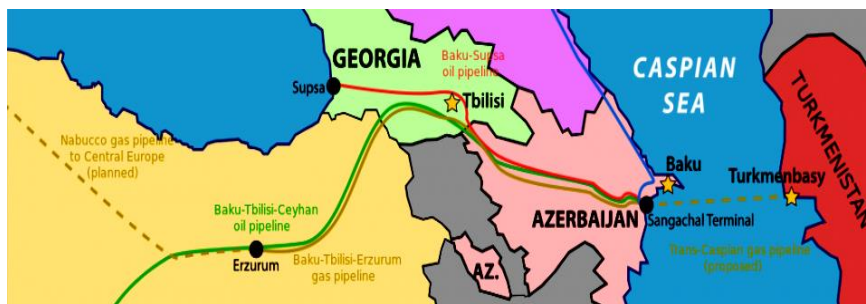 GEORGIA
Baku-Supsa
oil pipeline
Supsa
Tbilisi
CASPIAN
SEA
TURKMENISTAN
Nabucco gas pipeline
to Central Europe
(planned)
Baku
Turkmenbasy
Baku-Tbilisi-Ceyhan
oil pipeline
AZERBAIJAN
Sangachal Terminal
Erzurum
Baku-Tbilisi-Erzurum
gas pipeline
AZ.
Trans-Caspian gas pipeline
(proposed)